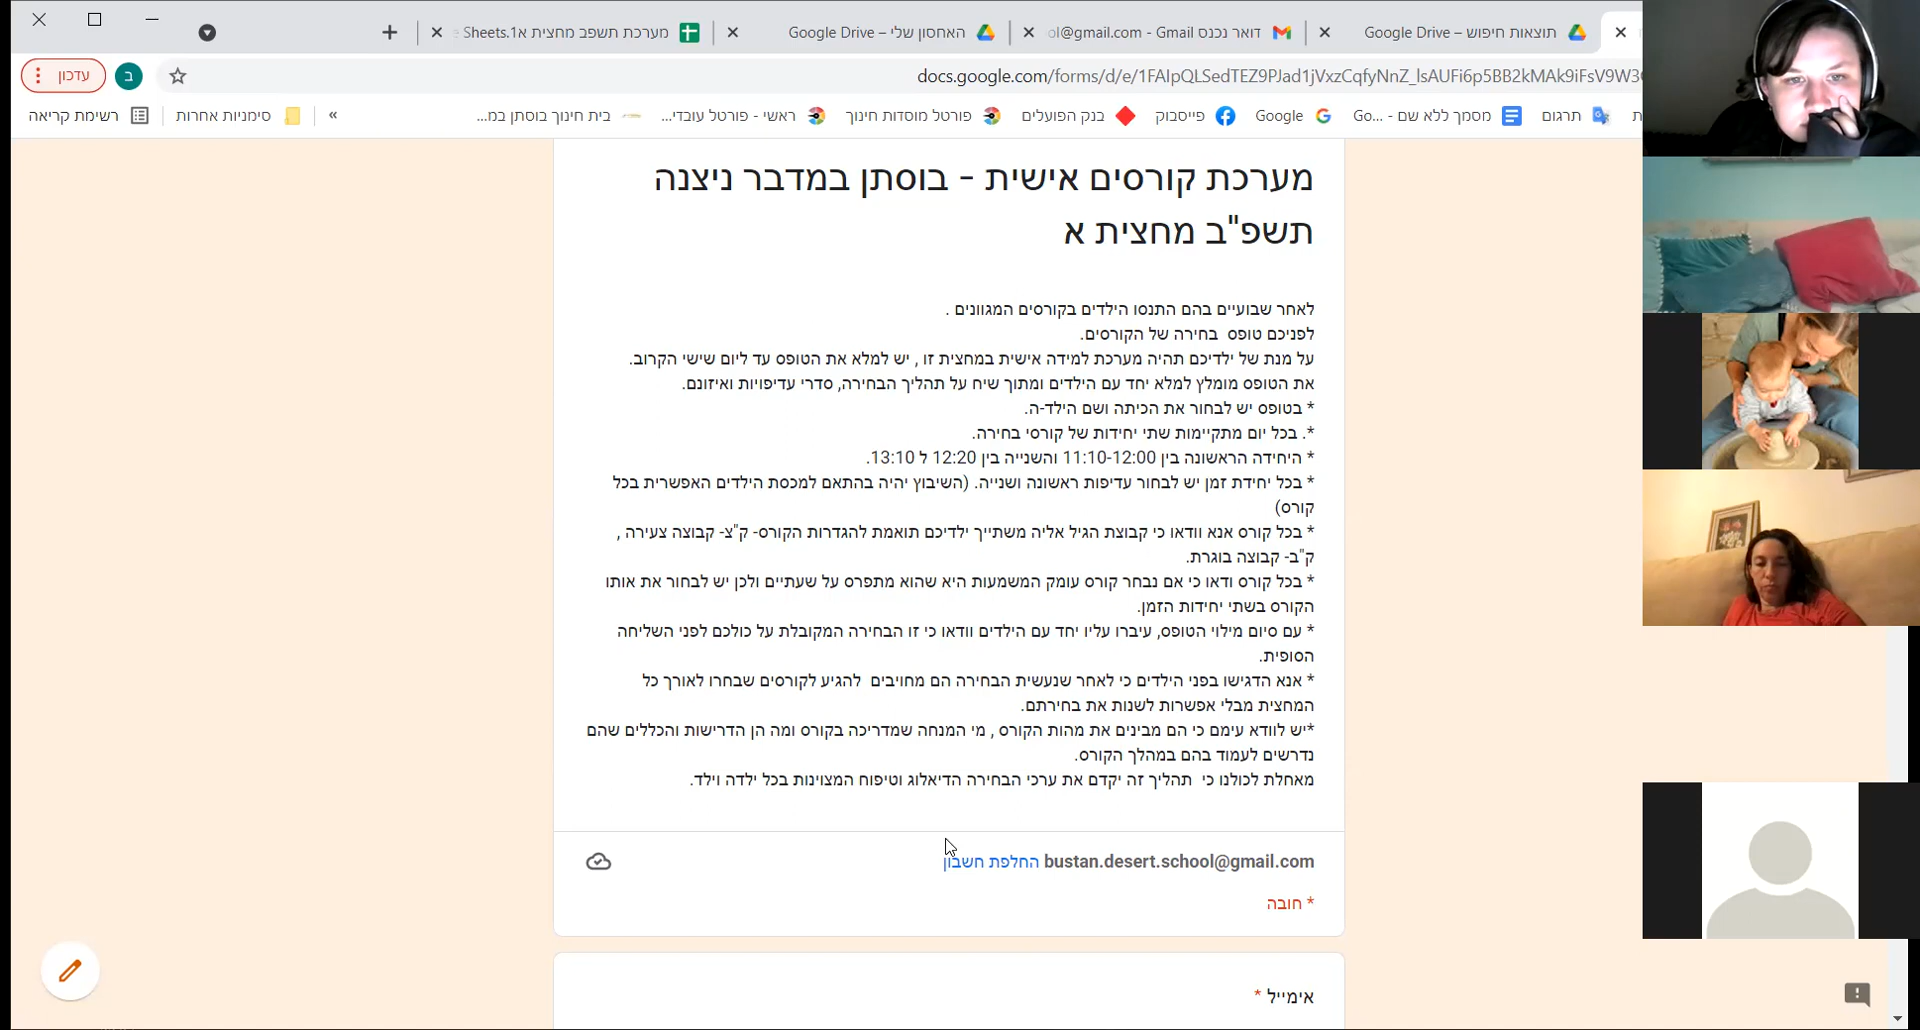 תוצאות חיפוש – Google Drive
דואר נכנס - ol@gmail.com - Gmail
האחסון שלי – Google Drive
מערכת תשפב מחצית א1. Sheets
docs.google.com/forms/d/e/1FAIpQLSedTEZ9PJad1jVxzCqfyNnZ_lsAUFi6p5BB2kMAk9iFsV9W3
ב
עדכון
תרגום
מסמך ללא שם - Go...
Google
פייסבוק
בנק הפועלים
פורטל מוסדות חינוך
ראשי - פורטל עובדי...
בית חינוך בוסתן במ...
»
סימניות אחרות
רשימת קריאה
מערכת קורסים אישית - בוסתן במדבר ניצנה
תשפ"ב מחצית א
לאחר שבועיים בהם התנסו הילדים בקורסים המגוונים .
לפניכם טופס בחירה של הקורסים.
על מנת של ילדיכם תהיה מערכת למידה אישית במחצית זו , יש למלא את הטופס עד ליום שישי הקרוב.
את הטופס מומלץ למלא יחד עם הילדים ומתוך שיח על תהליך הבחירה, סדרי עדיפויות ואיזונם.
* בטופס יש לבחור את הכיתה ושם הילד-ה.
*. בכל יום מתקיימות שתי יחידות של קורסי בחירה.
* היחידה הראשונה בין 11:10-12:00 והשנייה בין 12:20 ל 13:10.
* בכל יחידת זמן יש לבחור עדיפות ראשונה ושנייה. (השיבוץ יהיה בהתאם למכסת הילדים האפשרית בכל
קורס)
* בכל קורס אנא וודאו כי קבוצת הגיל אליה משתייך ילדיכם תואמת להגדרות הקורס- ק"צ- קבוצה צעירה ,
ק"ב- קבוצה בוגרת.
* בכל קורס ודאו כי אם נבחר קורס עומק המשמעות היא שהוא מתפרס על שעתיים ולכן יש לבחור את אותו
הקורס בשתי יחידות הזמן.
* עם סיום מילוי הטופס, עיברו עליו יחד עם הילדים וודאו כי זו הבחירה המקובלת על כולכם לפני השליחה
הסופית.
* אנא הדגישו בפני הילדים כי לאחר שנעשית הבחירה הם מחויבים להגיע לקורסים שבחרו לאורך כל
המחצית מבלי אפשרות לשנות את בחירתם.
*יש לוודא עימם כי הם מבינים את מהות הקורס , מי המנחה שמדריכה בקורס ומה הן הדרישות והכללים שהם
נדרשים לעמוד בהם במהלך הקורס.
מאחלת לכולנו כי תהליך זה יקדם את ערכי הבחירה הדיאלוג וטיפוח המצוינות בכל ילדה וילד.
bustan.desert.school@gmail.com החלפת חשבון
* חובה
אימייל *